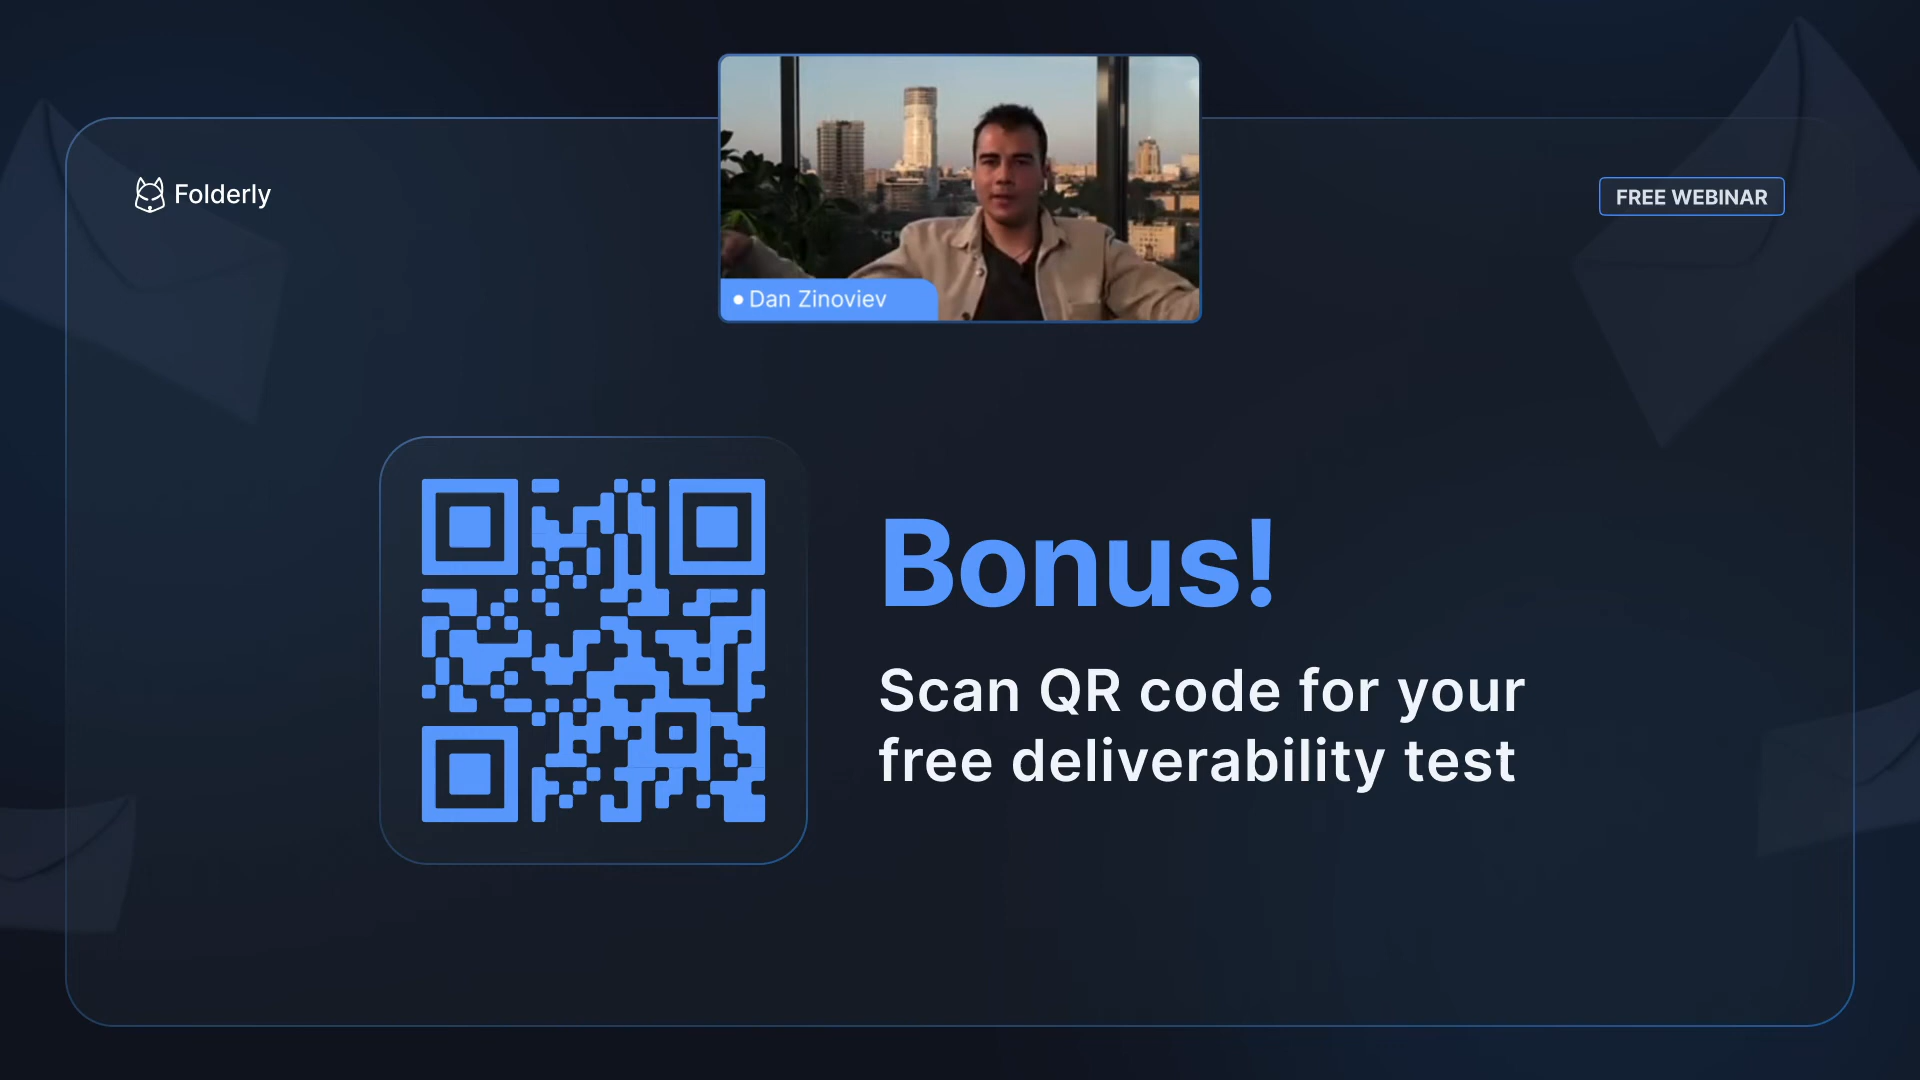 Folderly
Dan Zinoviev
FREE WEBINAR
Bonus!
Scan QR code for your
free deliverability test